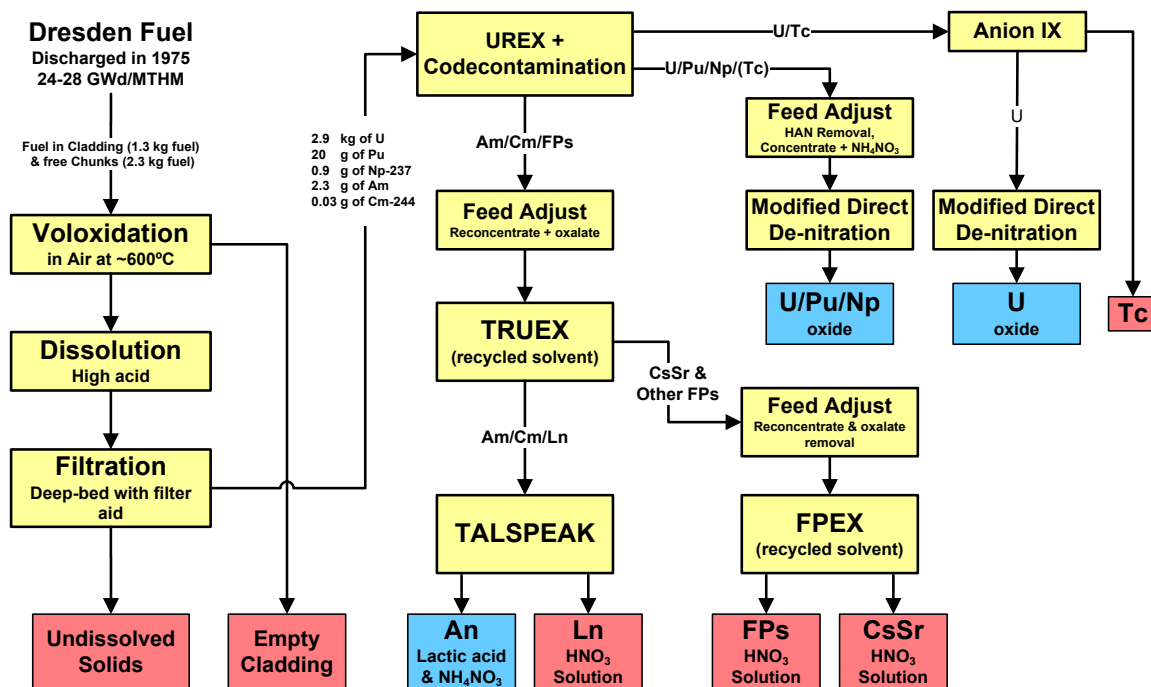 Dresden Fuel
Discharged in 1975
24-28 GWd/MTHM
Fuel in Cladding (1.3 kg fuel)
& free Chunks (2.3 kg fuel)
Voloxidation
in Air at ~600ºC
Dissolution
High acid
Filtration
Deep-bed with filter
aid
Undissolved
Solids
Empty
Cladding
2.9 kg of U
20 g of Pu
0.9 g of Np-237
2.3 g of Am
0.03 g of Cm-244
UREX +
Codecontamination
U/Tc
U/Pu/Np/(Tc)
Am/Cm/FPs
Feed Adjust
Reconcentrate + oxalate
TRUEX
(recycled solvent)
Am/Cm/Ln
TALSPEAK
An
Lactic acid
& NH₄NO₃
Ln
HNO₃
Solution
CsSr &
Other FPs
Feed Adjust
Reconcentrate & oxalate
removal
FPEX
(recycled solvent)
FPs
HNO₃
Solution
CsSr
HNO₃
Solution
Feed Adjust
HAN Removal,
Concentrate + NH₄NO₃
Modified Direct
De-nitration
U/Pu/Np
oxide
Anion IX
U
Modified Direct
De-nitration
U
oxide
Tc